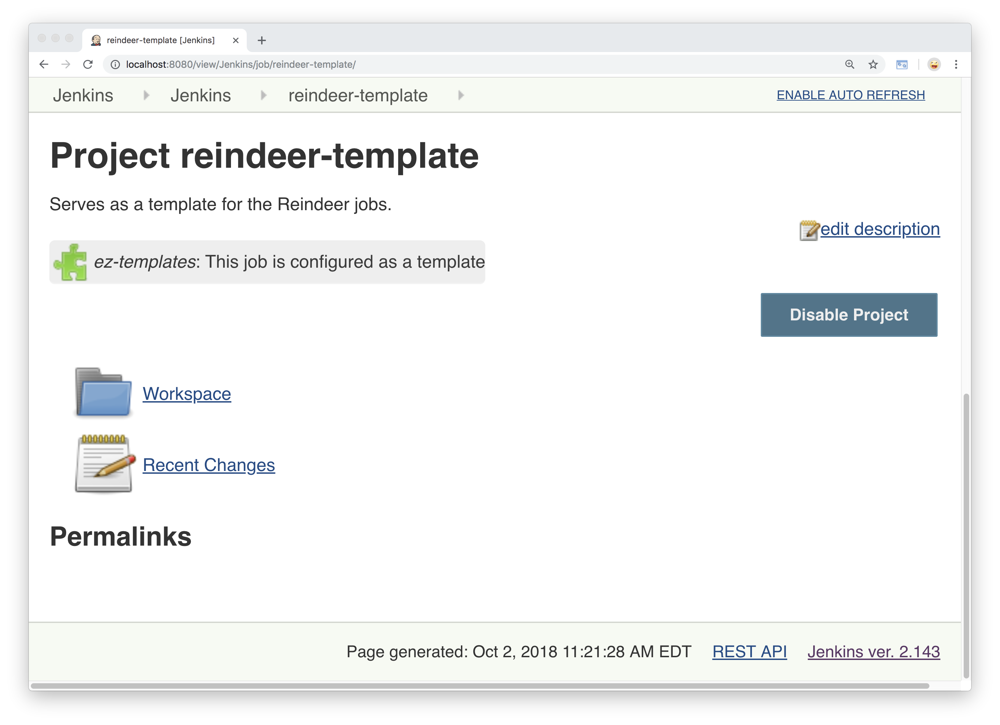 reindeer-template [Jenkins]
localhost:8080/view/Jenkins/job/reindeer-template/
Jenkins Jenkins reindeer-template ENABLE AUTO REFRESH
Project reindeer-template
Serves as a template for the Reindeer jobs.
edit description
ez-templates: This job is configured as a template
Disable Project
Workspace
Recent Changes
Permalinks
Page generated: Oct 2, 2018 11:21:28 AM EDT REST API Jenkins ver. 2.143